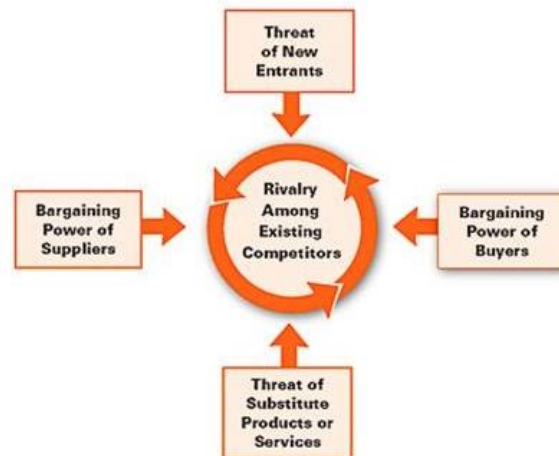 Threat
of New
Entrants
Bargaining
Power of
Suppliers
Rivalry
Among
Existing
Competitors
Bargaining
Power of
Buyers
Threat of
Substitute
Products or
Services